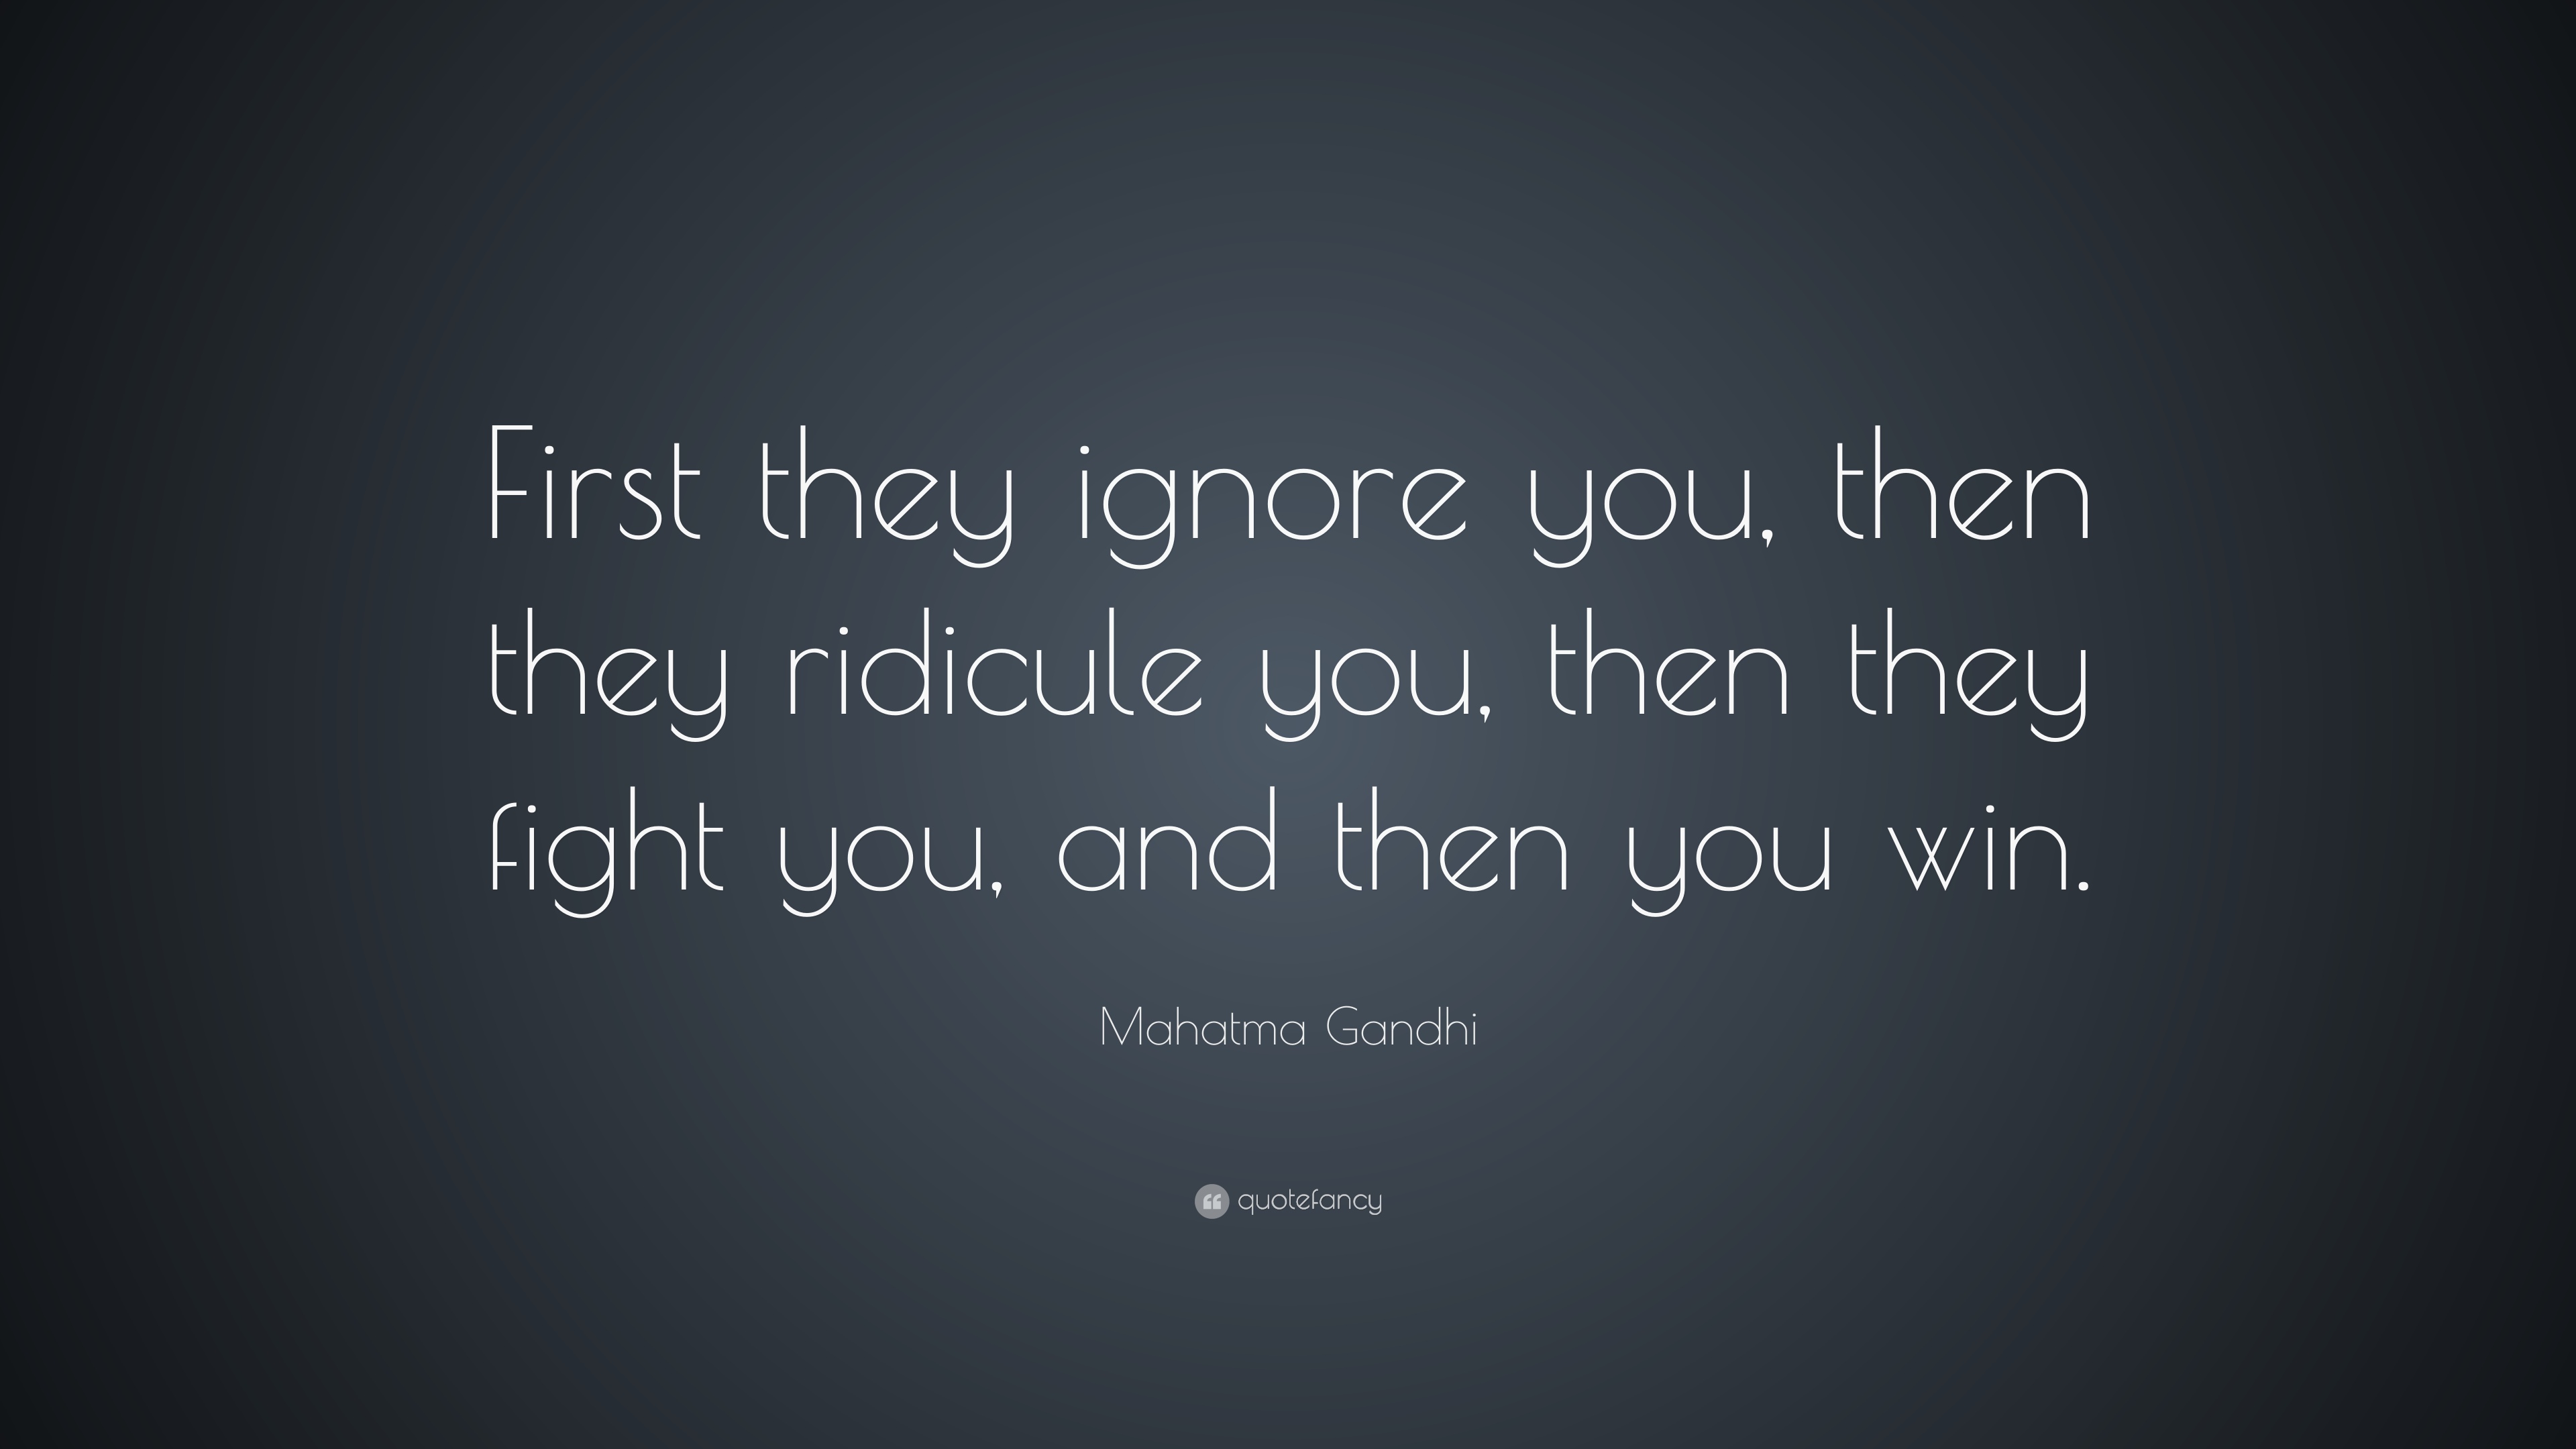 First they ignore you, then
they ridicule you, then they
fight you, and then you win.
Mahatma Gandhi
quotefancy